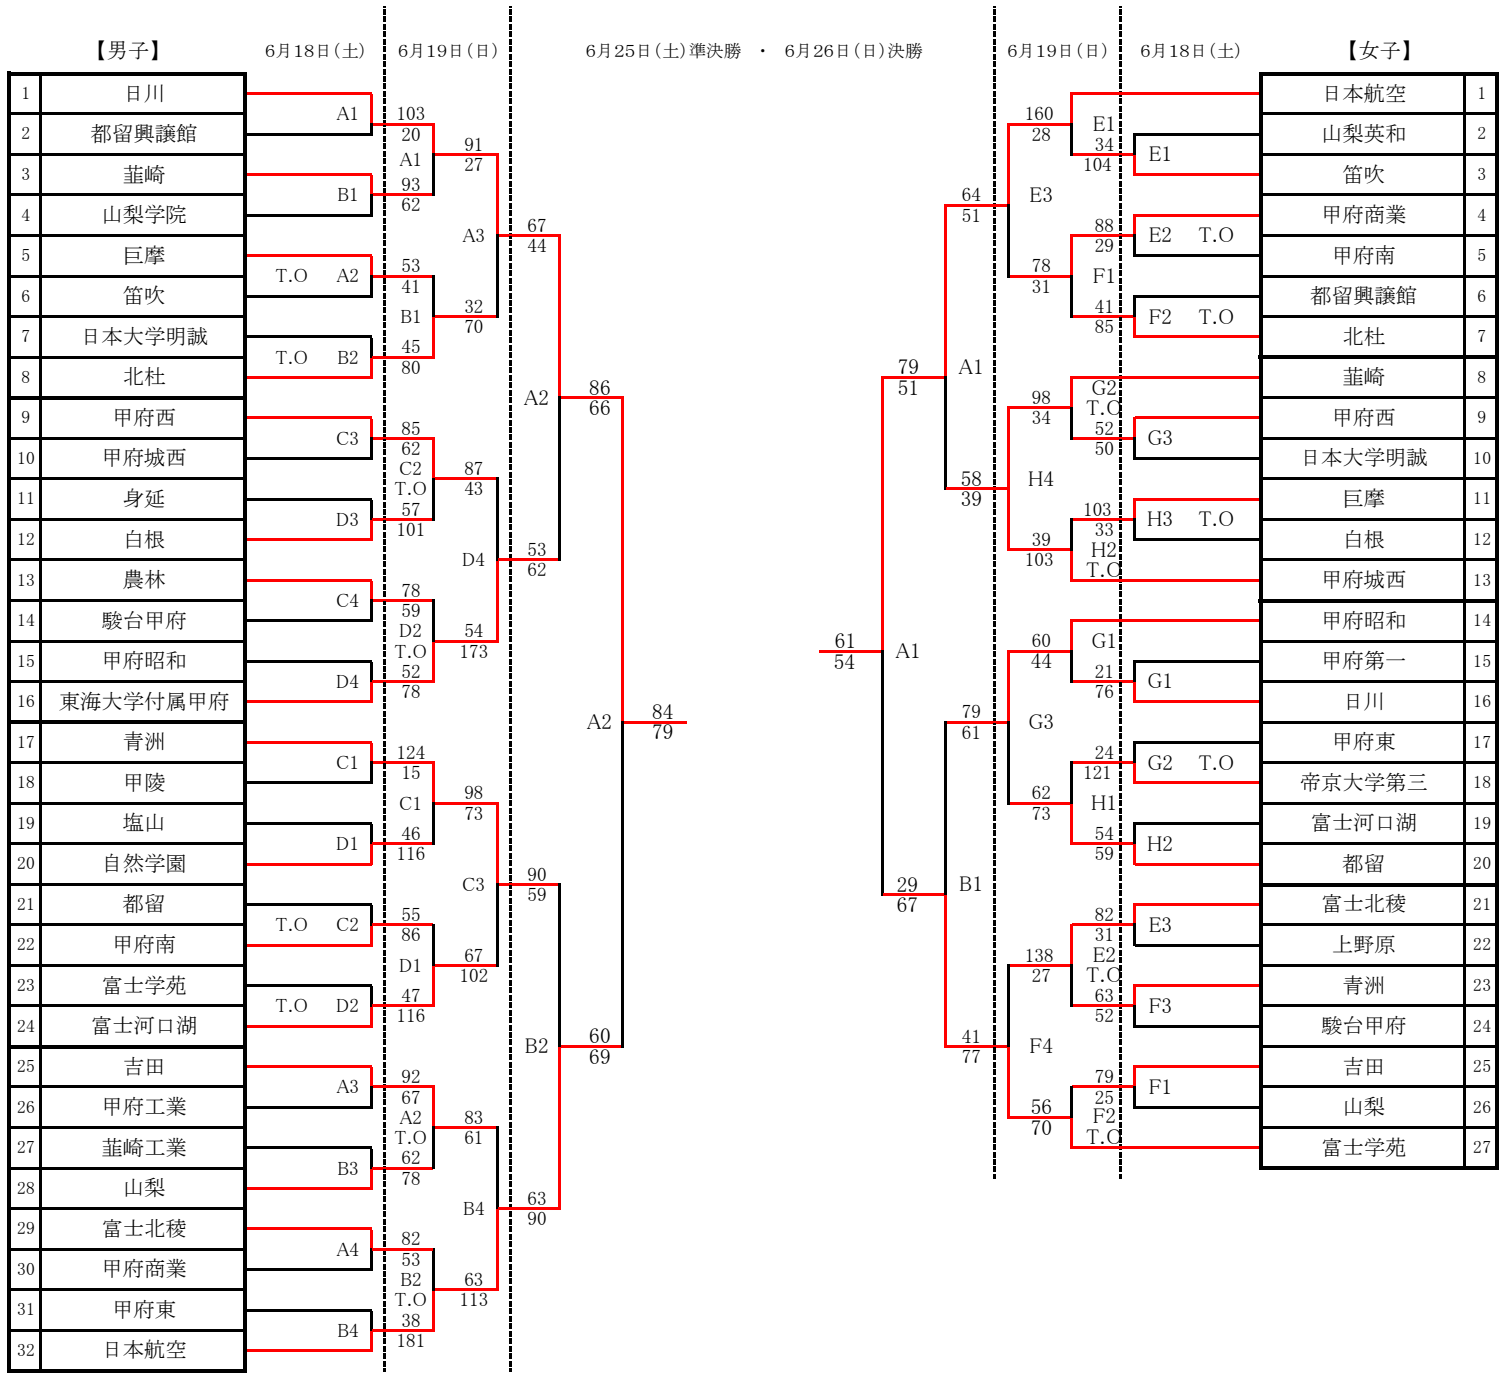 【男子】 6月18日（土） 6月19日（日） 6月25日（土）準決勝 ・ 6月26日（日）決勝 6月19日（日） 6月18日（土） 【女子】
1 日川
2 都留興譲館
3 韮崎
4 山梨学院
5 巨摩
6 笛吹
7 日本大学明誠
8 北杜
9 甲府西
10 甲府城西
11 身延
12 白根
13 農林
14 駿台甲府
15 甲府昭和
16 東海大学付属甲府
17 青洲
18 甲陵
19 塩山
20 自然学園
21 都留
22 甲府南
23 富士学苑
24 富士河口湖
25 吉田
26 甲府工業
27 韮崎工業
28 山梨
29 富士北稜
30 甲府商業
31 甲府東
32 日本航空
A1
B1
T.O A2
T.O B2
C3
D3
C4
D4
C1
D1
T.O C2
T.O D2
A3
B3
A4
B4
103
20
A1
93
62
53
41
B1
45
80
85
62
C2
T.O
57
101
78
59
D2
T.O
52
78
124
15
C1
46
116
55
86
D1
47
116
92
67
A2
T.O
62
78
82
53
B2
T.O
38
181
91
27
A3
32
70
87
43
D4
54
173
98
73
C3
67
102
83
61
B4
63
113
67
44
A2
53
62
90
59
B2
63
90
86
66
A2
60
69
84
79
61
54
A1
79
51
29
67
A1
B1
64
51
58
39
79
61
41
77
160
28
E3
78
31
98
34
H4
39
103
60
44
G3
62
73
138
27
F4
56
70
E1
34
104
88
29
F1
41
85
G2
T.O
52
50
103
33
H2
T.O
G1
21
76
24
121
H1
54
59
82
31
E2
T.O
63
52
79
25
F2
T.O
E1
E2 T.O
F2 T.O
G3
H3 T.O
G1
G2 T.O
H2
E3
F3
F1
日本航空 1
山梨英和 2
笛吹 3
甲府商業 4
甲府南 5
都留興譲館 6
北杜 7
韮崎 8
甲府西 9
日本大学明誠 10
巨摩 11
白根 12
甲府城西 13
甲府昭和 14
甲府第一 15
日川 16
甲府東 17
帝京大学第三 18
富士河口湖 19
都留 20
富士北稜 21
上野原 22
青洲 23
駿台甲府 24
吉田 25
山梨 26
富士学苑 27